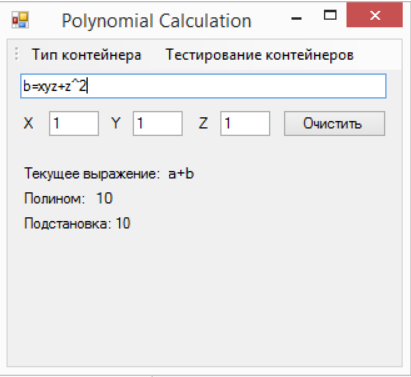 Polynomial Calculation
Тип контейнера Тестирование контейнеров
b=xyz+z^2
X 1 Y 1 Z 1 Очистить
Текущее выражение: a+b
Полином: 10
Подстановка: 10